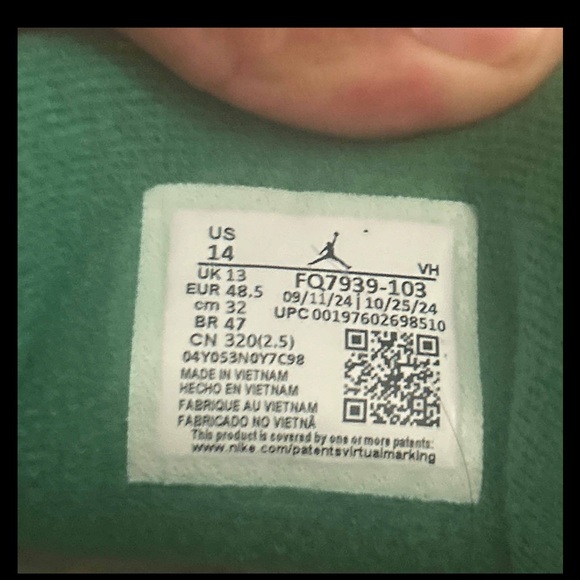 US
14
VH
UK 13
FQ7939-103
EUR 48.5
09/11/24 | 10/25/24
cm 32
UPC 00197602698510
BR 47
CN 320(2.5)
04Y053N0Y7C98
MADE IN VIETNAM
HECHO EN VIETNAM
FABRIQUE AU VIETNAM
FABRICADO NO VIETNÃ
This product is covered by one or more patents:
www.nike.com/patentsvirtualmarking